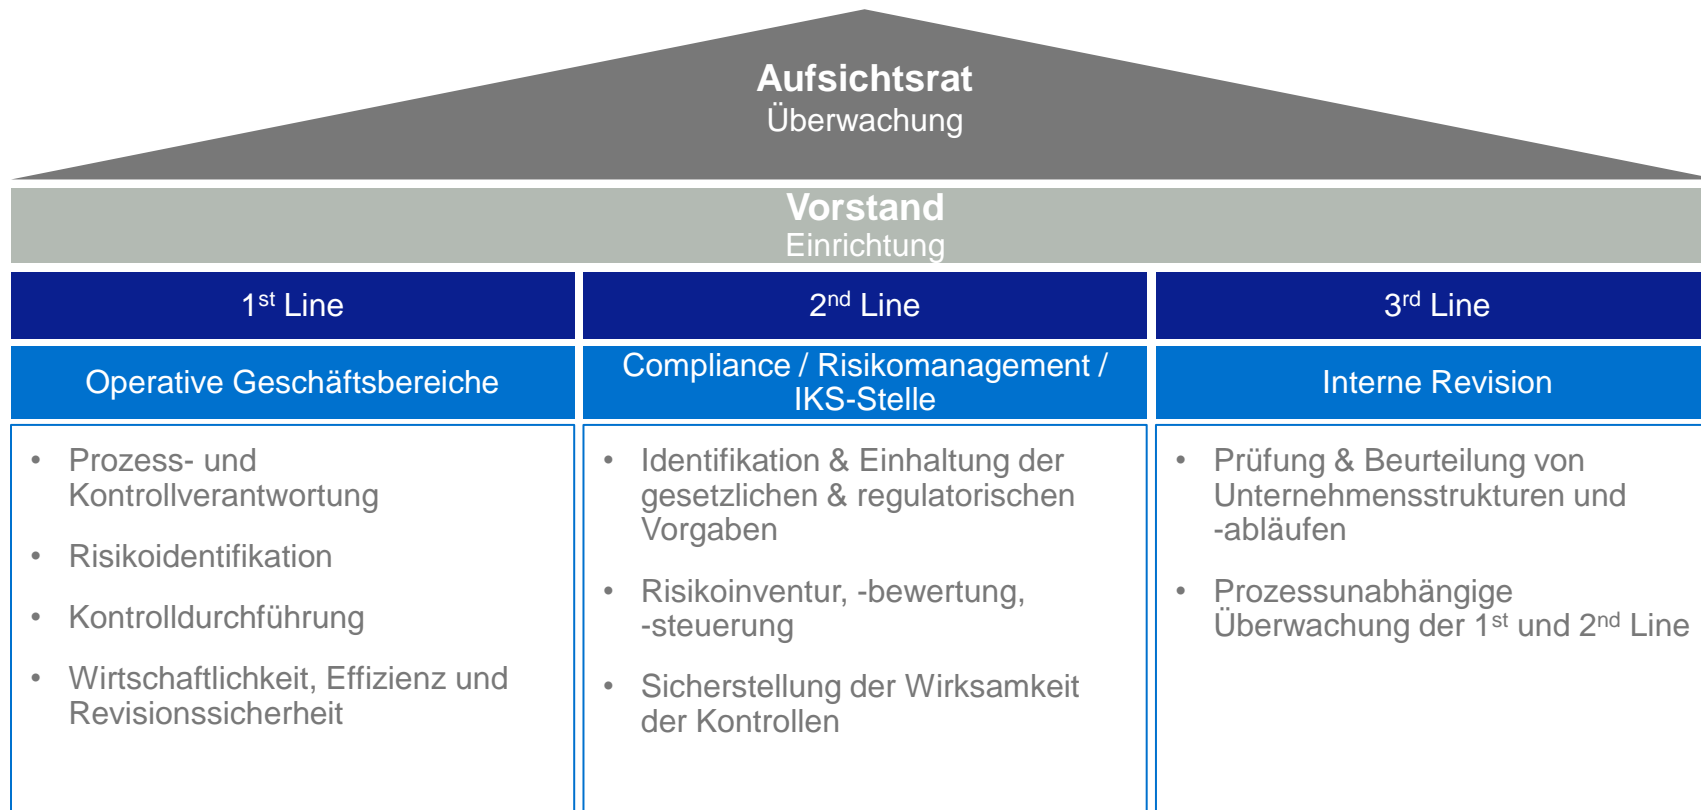 Aufsichtsrat
Überwachung
Vorstand
Einrichtung
1st Line
2nd Line
3rd Line
Operative Geschäftsbereiche
Compliance / Risikomanagement /
IKS-Stelle
Interne Revision
• Prozess- und
Kontrollverantwortung
• Risikoidentifikation
• Kontrolldurchführung
• Wirtschaftlichkeit, Effizienz und
Revisionssicherheit
• Identifikation & Einhaltung der
gesetzlichen & regulatorischen
Vorgaben
• Risikoinventur, -bewertung,
-steuerung
• Sicherstellung der Wirksamkeit
der Kontrollen
• Prüfung & Beurteilung von
Unternehmensstrukturen und
-abläufen
• Prozessunabhängige
Überwachung der 1st und 2nd Line